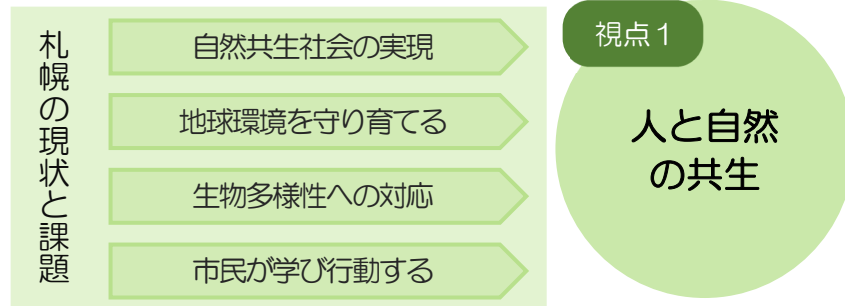 札幌の現状と課題
自然共生社会の実現
地球環境を守り育てる
生物多様性への対応
市民が学び行動する
視点1
人と自然
の共生